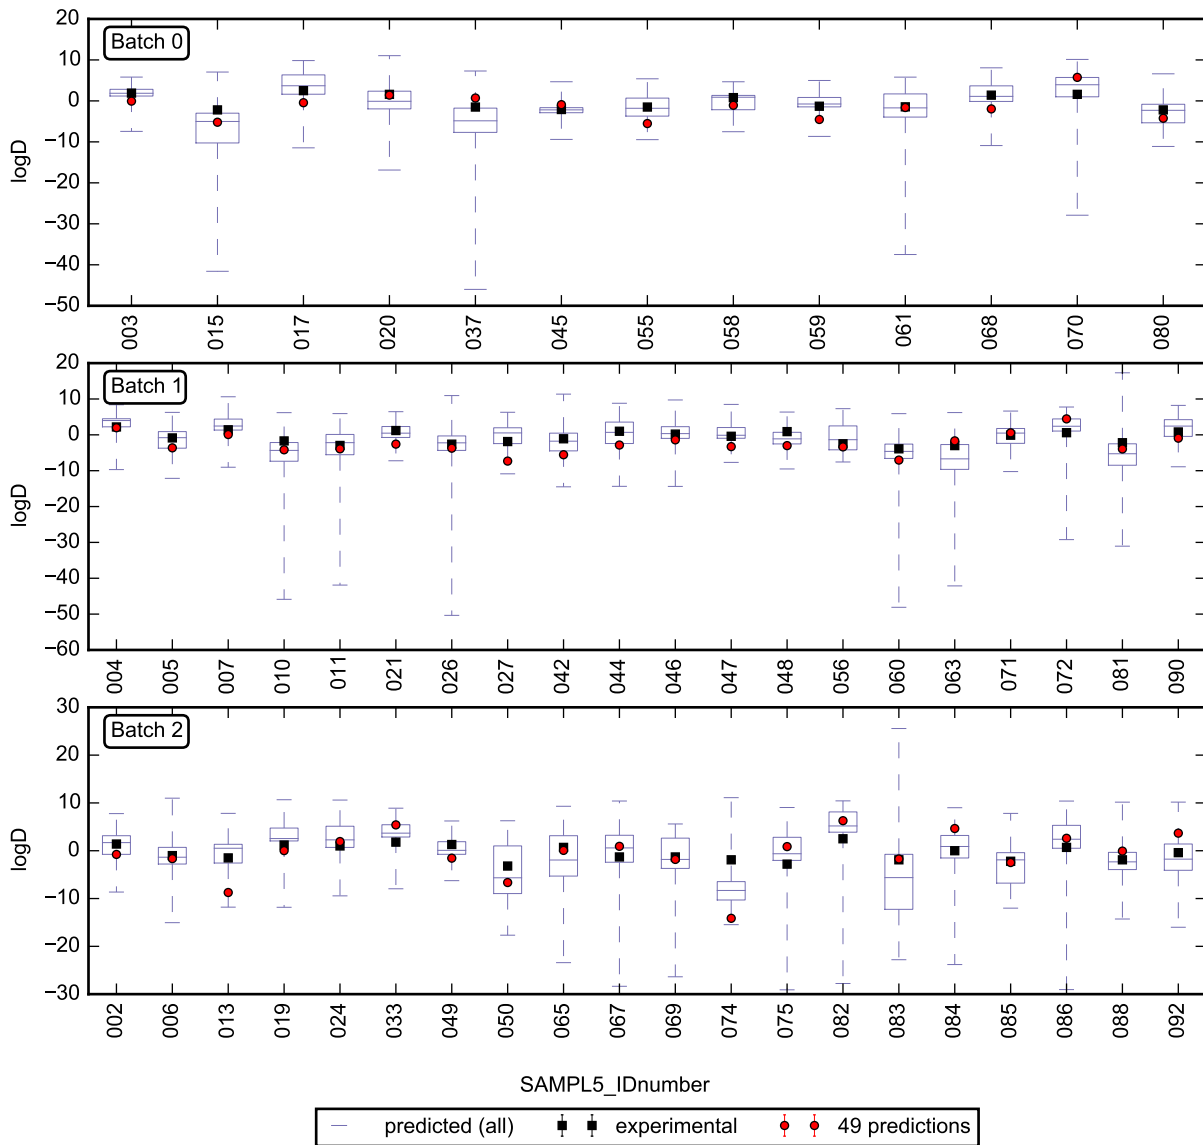 Batch 0
logD
20
10
0
−10
−20
−30
−40
−50
003 015 017 020 037 045 055 058 059 061 068 070 080
Batch 1
logD
20
10
0
−10
−20
−30
−40
−50
−60
004 005 007 010 011 021 026 027 042 044 046 047 048 056 060 063 071 072 081 090
Batch 2
logD
30
20
10
0
−10
−20
−30
002 006 013 019 024 033 049 050 065 067 069 074 075 082 083 084 085 086 088 092
SAMPL5_IDnumber
predicted (all) experimental 49 predictions